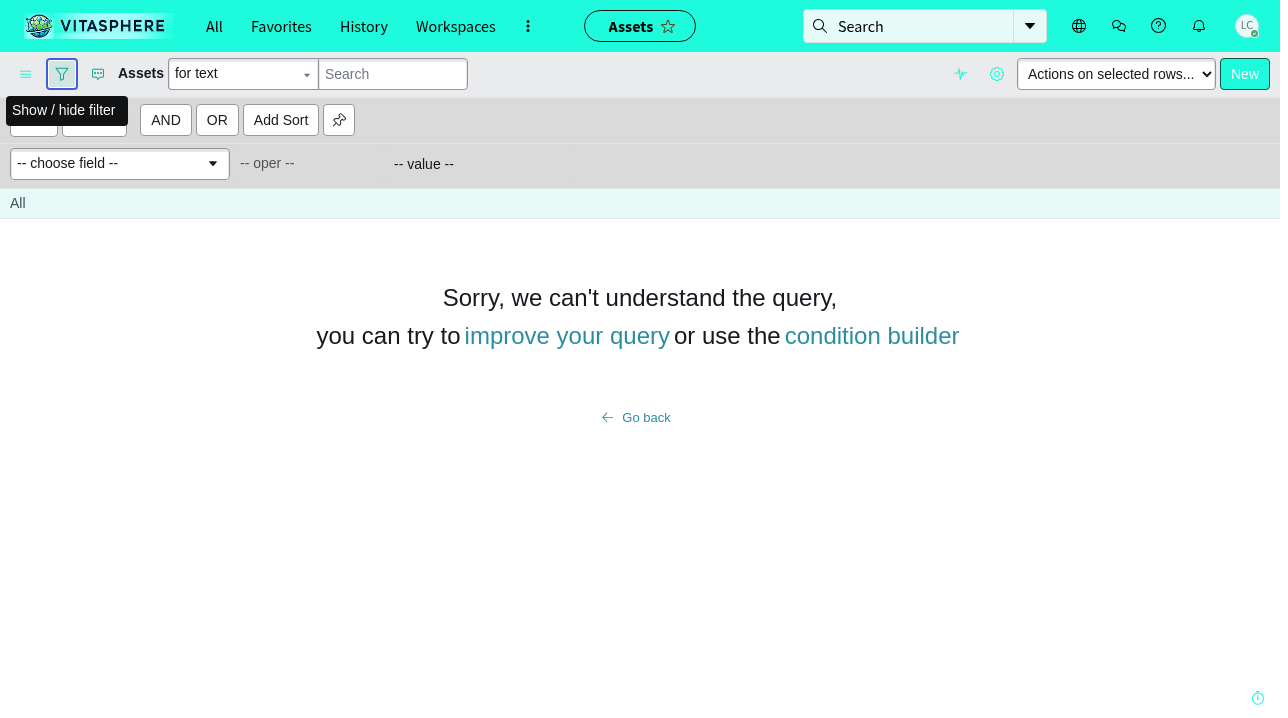 VITASPHERE
All
Favorites
History
Workspaces
Assets
Search
LC
Assets
for text
Search
Actions on selected rows...
New
Show / hide filter
AND
OR
Add Sort
-- choose field --
-- oper --
-- value --
All
Sorry, we can't understand the query,
you can try to improve your query or use the condition builder
Go back